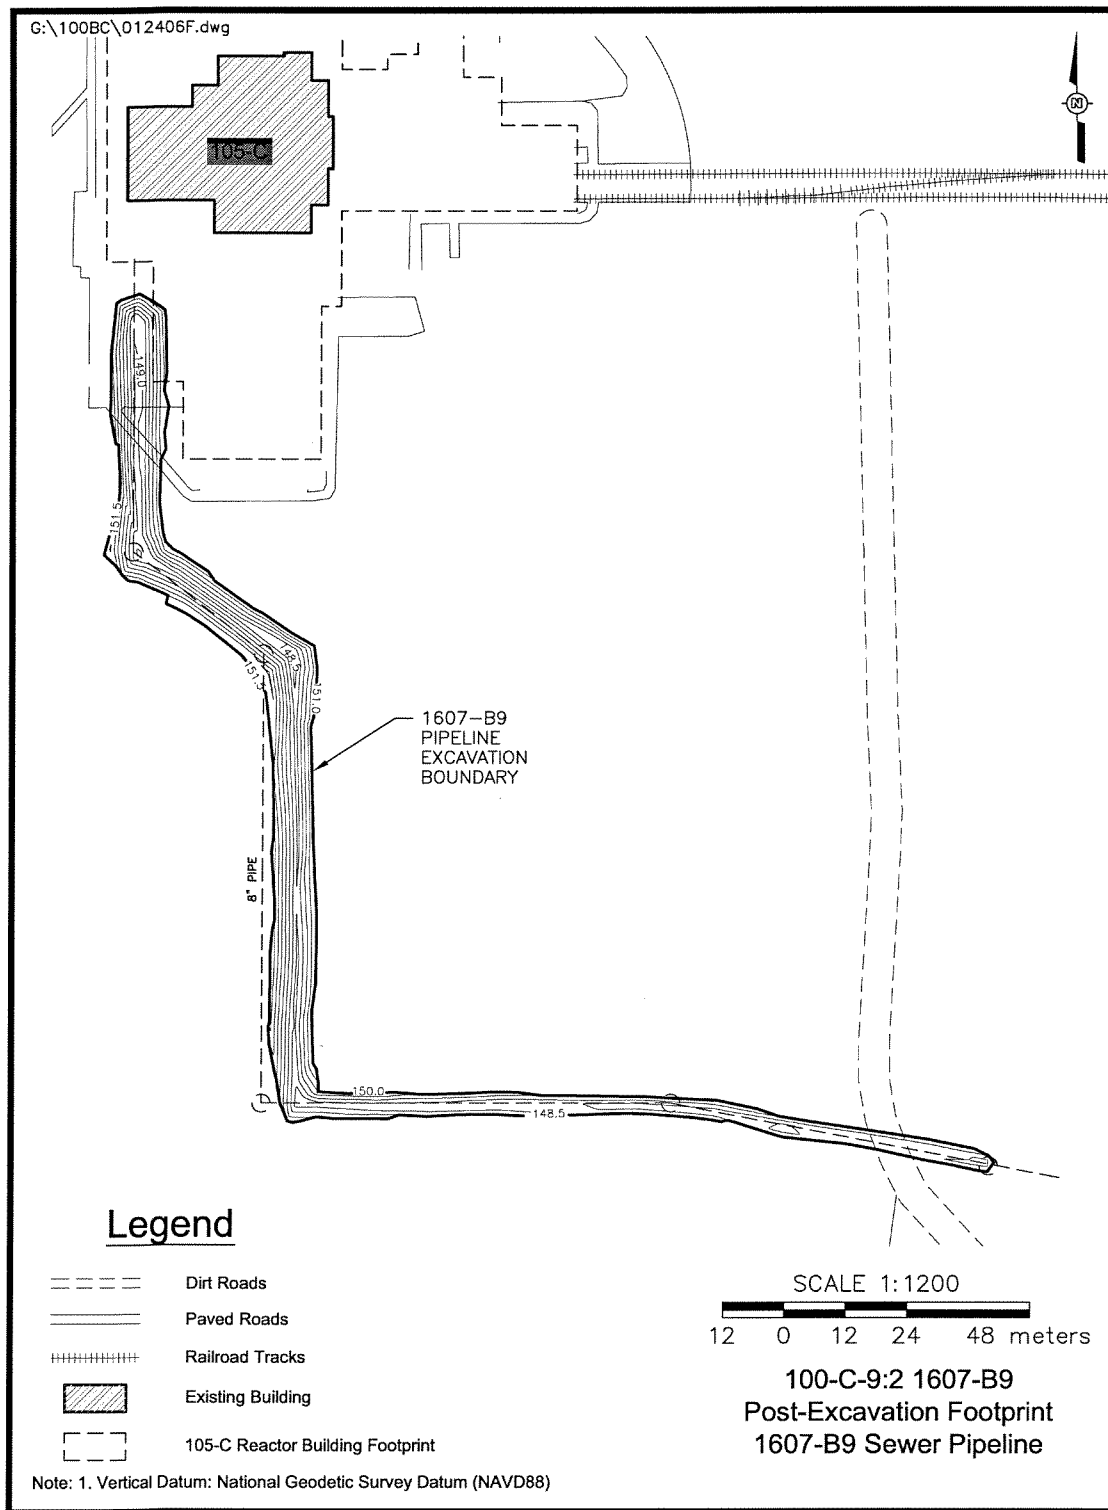 G:\100BC\012406F.dwg
N
105-C
149.0
151.5
148.5
151.5
151.0
1607-B9
PIPELINE
EXCAVATION
BOUNDARY
8" PIPE
150.0
148.5
Legend
Dirt Roads
Paved Roads
Railroad Tracks
Existing Building
105-C Reactor Building Footprint
Note: 1. Vertical Datum: National Geodetic Survey Datum (NAVD88)
SCALE 1:1200
12 0 12 24 48 meters
100-C-9:2 1607-B9
Post-Excavation Footprint
1607-B9 Sewer Pipeline